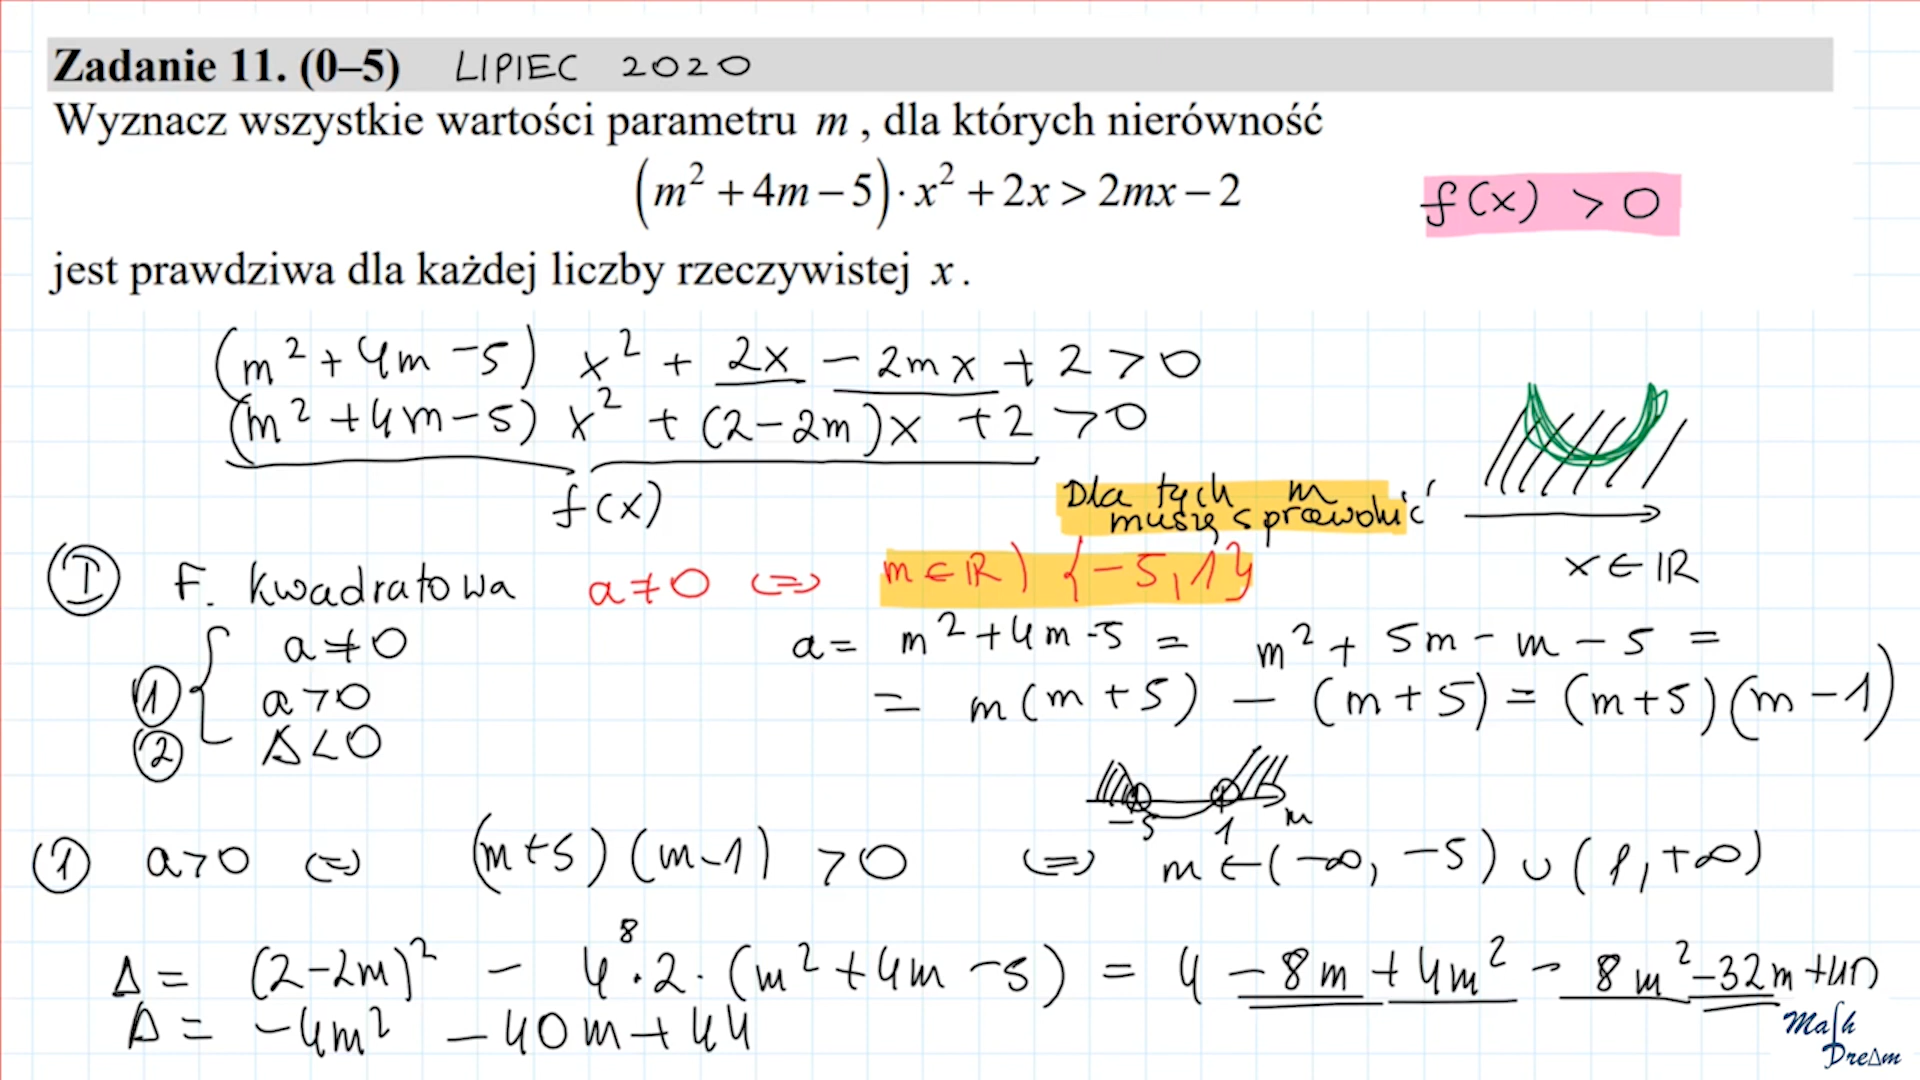 Zadanie 11. (0–5) LIPIEC 2020
Wyznacz wszystkie wartości parametru m , dla których nierówność
(m² + 4m − 5) · x² + 2x > 2mx − 2
f(x) > 0
jest prawdziwa dla każdej liczby rzeczywistej x .
(m² + 4m − 5) x² + 2x − 2mx + 2 > 0
(m² + 4m − 5) x² + (2 − 2m)x + 2 > 0
f(x)
Dla tych m
muszę sprawdzić
x ∈ ℝ
I F. kwadratowa a ≠ 0 ⇔ m ∈ ℝ \ {−5, 1}
a ≠ 0
a = m² + 4m − 5 = m² + 5m − m − 5 =
1 a > 0
= m(m + 5) − (m + 5) = (m + 5)(m − 1)
2 Δ < 0
−5 1 m
1 a > 0 ⇔ (m + 5)(m − 1) > 0 ⇔ m ∈ (−∞, −5) ∪ (1, +∞)
8
Δ = (2 − 2m)² − 4 · 2 · (m² + 4m − 5) = 4 − 8m + 4m² − 8m² − 32m + 40
Δ = −4m² − 40m + 44
Math
Dream